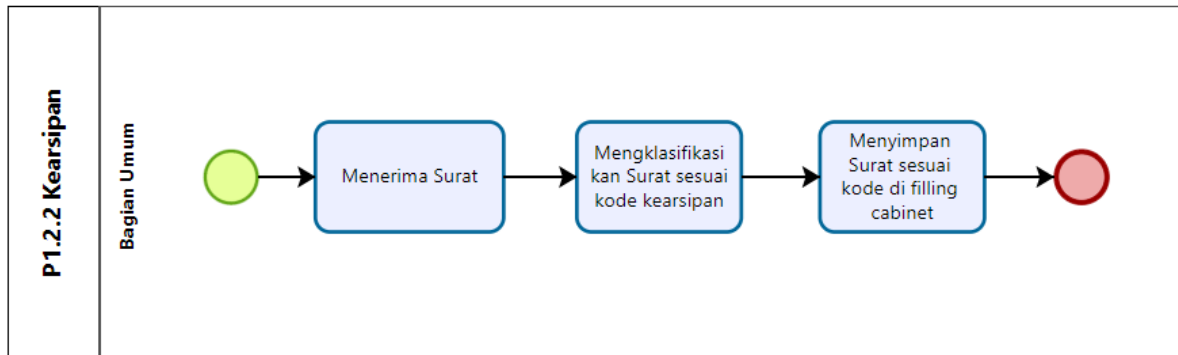 P1.2.2 Kearsipan
Bagian Umum
Menerima Surat
Mengklasifikasi
kan Surat sesuai
kode kearsipan
Menyimpan
Surat sesuai
kode di filling
cabinet